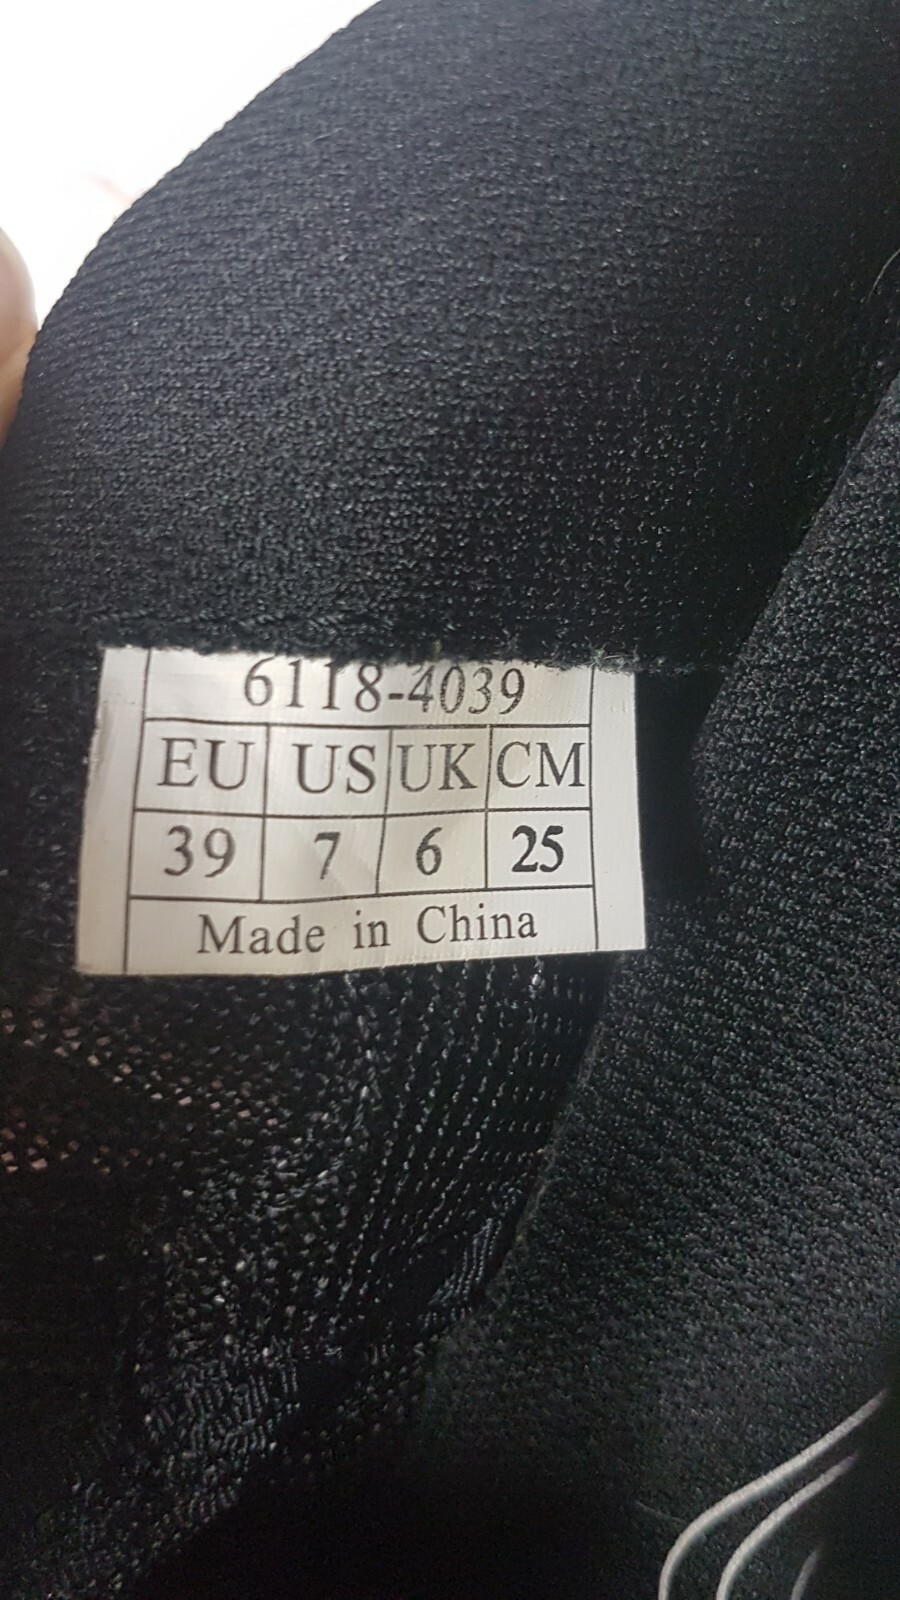 6118-4039
EU US UK CM
39 7 6 25
Made in China